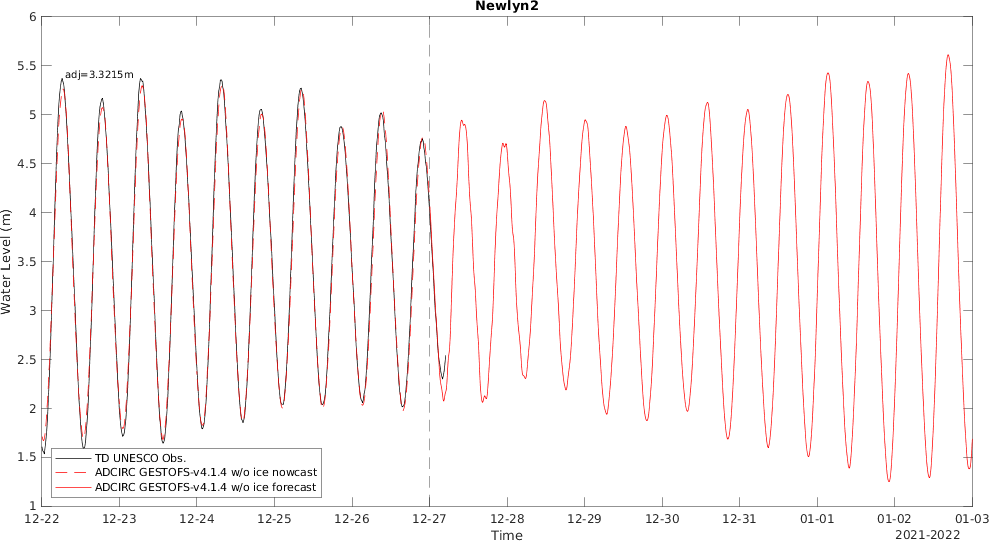 Newlyn2
6
5.5
5
4.5
4
3.5
3
2.5
2
1.5
1
Water Level (m)
adj=3.3215m
TD UNESCO Obs.
ADCIRC GESTOFS-v4.1.4 w/o ice nowcast
ADCIRC GESTOFS-v4.1.4 w/o ice forecast
12-22 12-23 12-24 12-25 12-26 12-27 12-28 12-29 12-30 12-31 01-01 01-02 01-03
Time
2021-2022